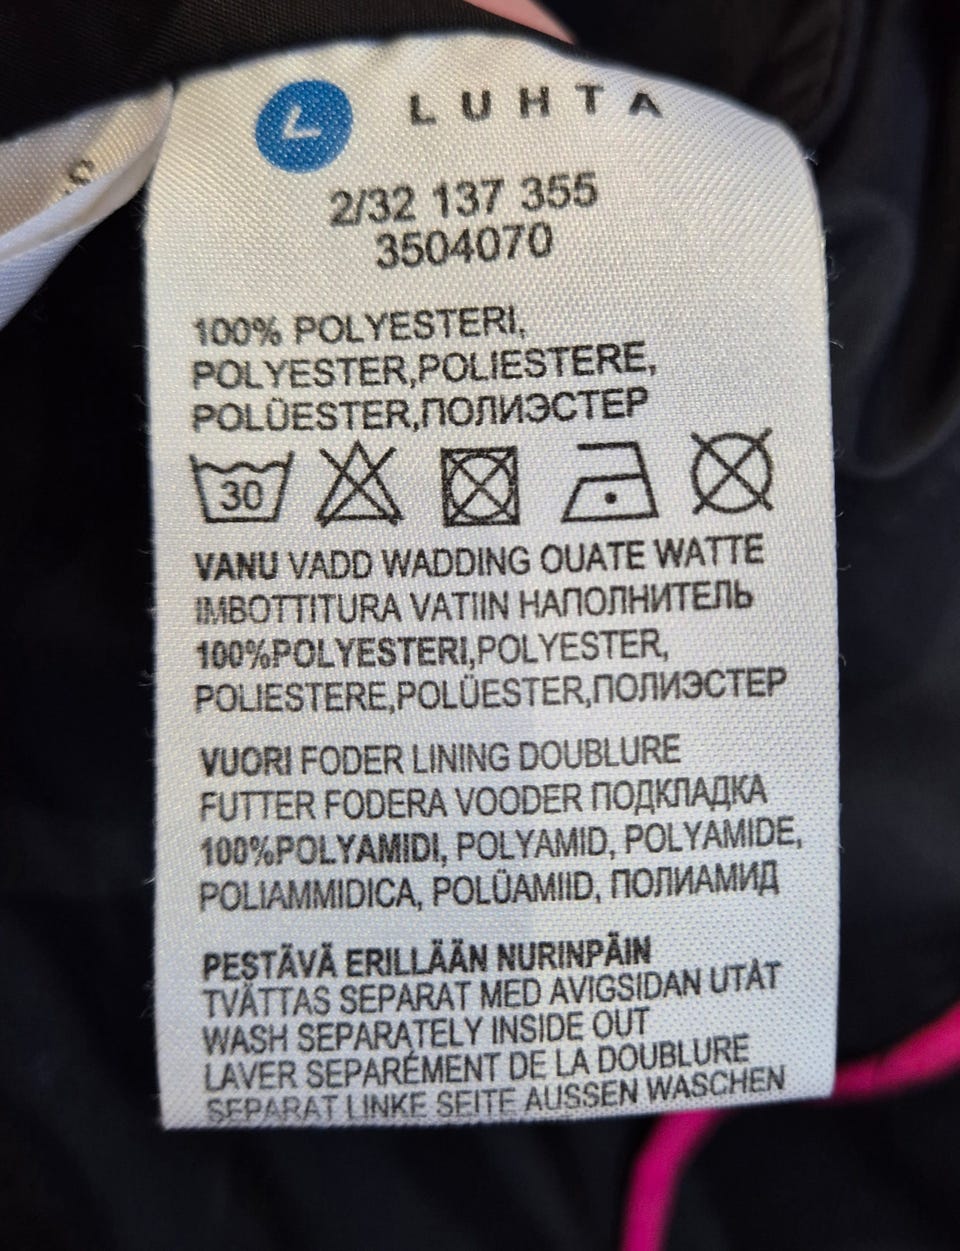 LUHTA
2/32 137 355
3504070
100% POLYESTERI,
POLYESTER,POLIESTERE,
POLÜESTER,ПОЛИЭСТЕР
30
VANU VADD WADDING OUATE WATTE
IMBOTTITURA VATIIN НАПОЛНИТЕЛЬ
100%POLYESTERI,POLYESTER,
POLIESTERE,POLÜESTER,ПОЛИЭСТЕР
VUORI FODER LINING DOUBLURE
FUTTER FODERA VOODER ПОДКЛАДКА
100%POLYAMIDI, POLYAMID, POLYAMIDE,
POLIAMMIDICA, POLÜAMIID, ПОЛИАМИД
PESTÄVÄ ERILLÄÄN NURINPÄIN
TVÄTTAS SEPARAT MED AVIGSIDAN UTÅT
WASH SEPARATELY INSIDE OUT
LAVER SEPARÉMENT DE LA DOUBLURE
SEPARAT LINKE SEITE AUSSEN WASCHEN